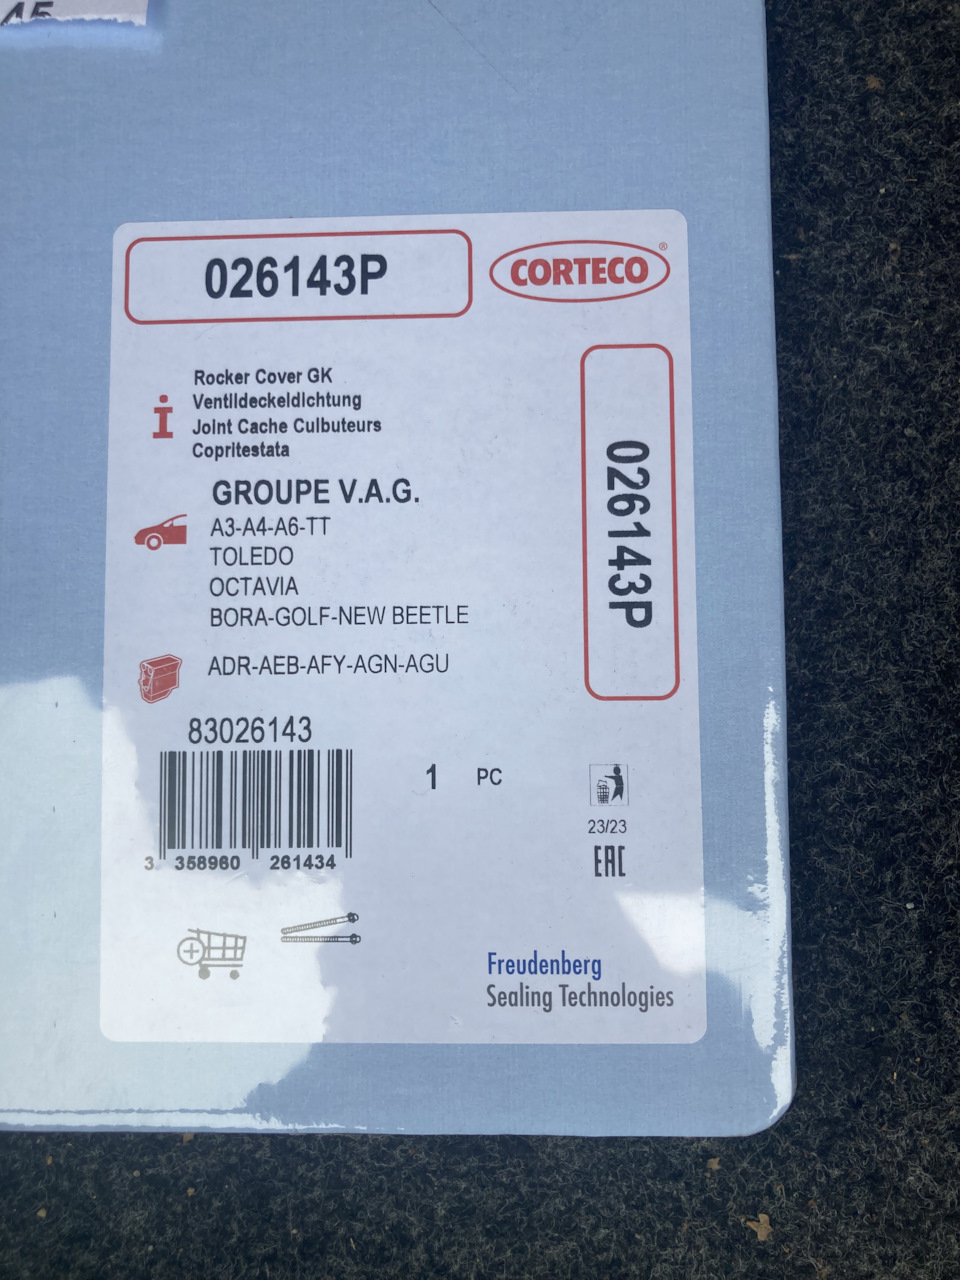 45
026143P
CORTECO®
Rocker Cover GK
Ventildeckeldichtung
Joint Cache Culbuteurs
Copritestata
GROUPE V.A.G.
A3-A4-A6-TT
TOLEDO
OCTAVIA
BORA-GOLF-NEW BEETLE
ADR-AEB-AFY-AGN-AGU
026143P
83026143
3 358960 261434
1 PC
23/23
EAC
Freudenberg
Sealing Technologies